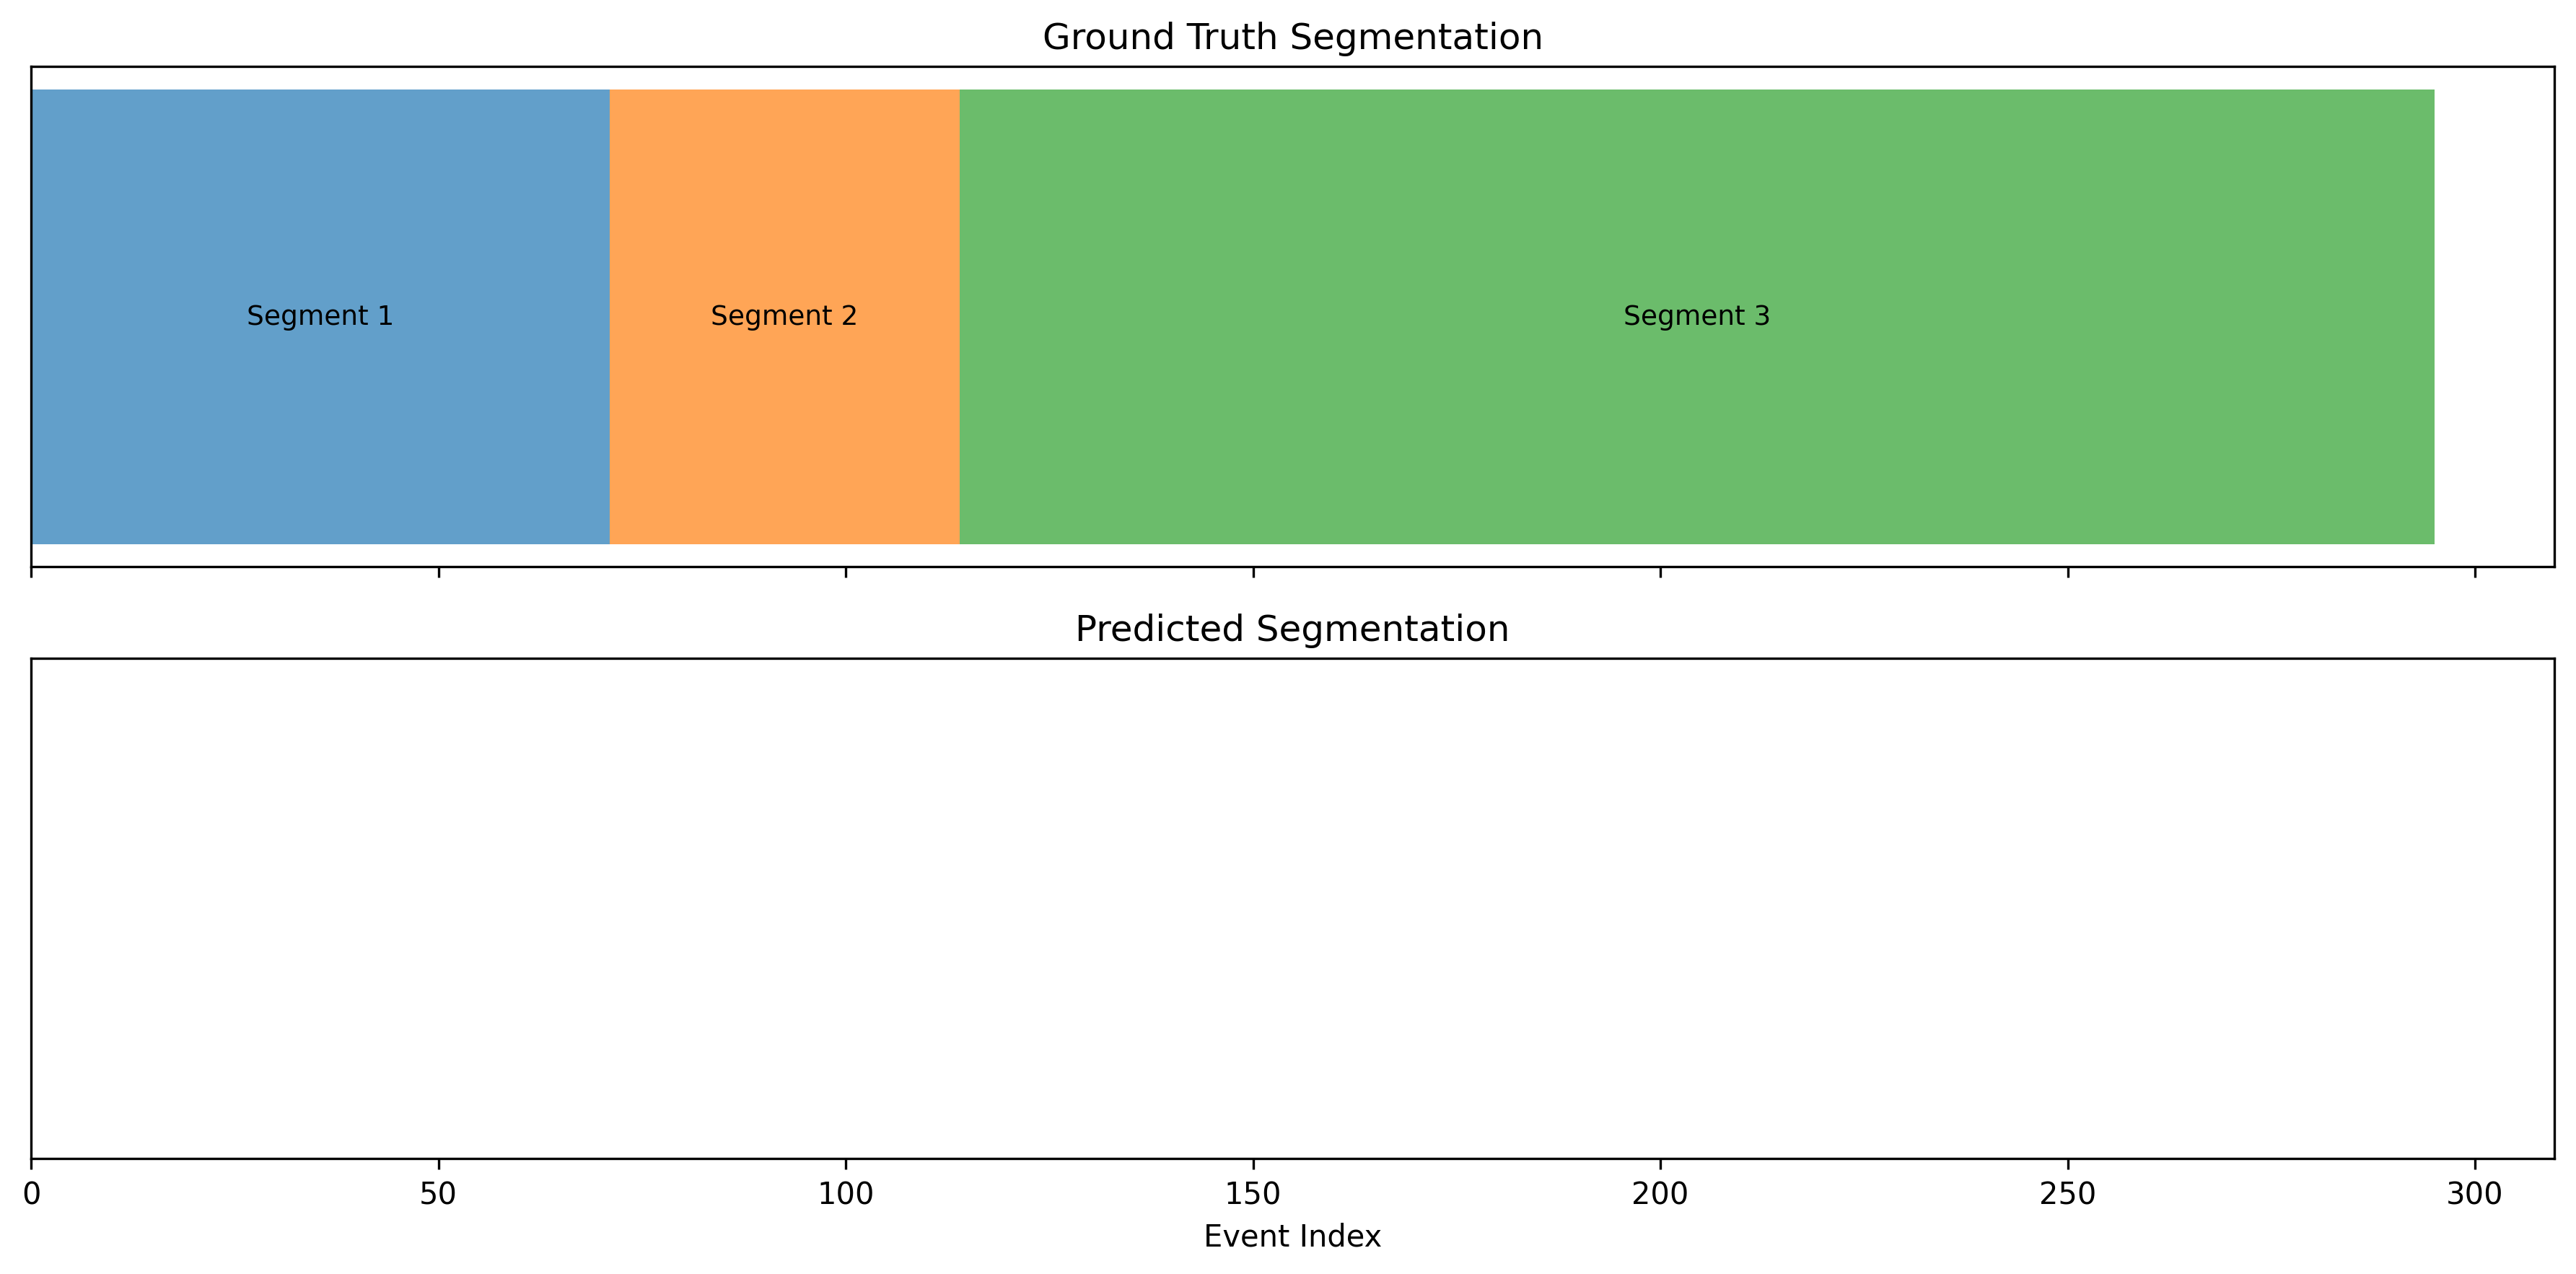 Ground Truth Segmentation
Segment 1 Segment 2 Segment 3
Predicted Segmentation
0 50 100 150 200 250 300
Event Index